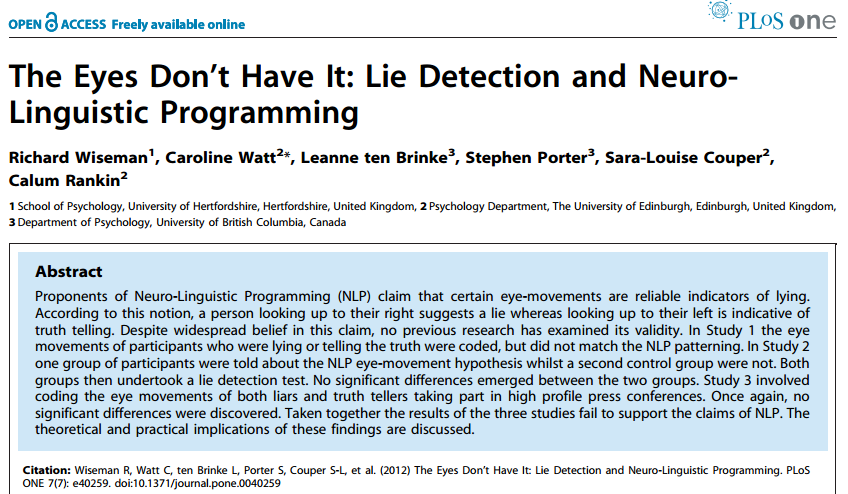 OPEN ACCESS Freely available online
PLoS one
The Eyes Don't Have It: Lie Detection and Neuro-
Linguistic Programming
Richard Wiseman1, Caroline Watt2*, Leanne ten Brinke3, Stephen Porter3, Sara-Louise Couper2,
Calum Rankin2
1 School of Psychology, University of Hertfordshire, Hertfordshire, United Kingdom, 2 Psychology Department, The University of Edinburgh, Edinburgh, United Kingdom,
3 Department of Psychology, University of British Columbia, Canada
Abstract
Proponents of Neuro-Linguistic Programming (NLP) claim that certain eye-movements are reliable indicators of lying.
According to this notion, a person looking up to their right suggests a lie whereas looking up to their left is indicative of
truth telling. Despite widespread belief in this claim, no previous research has examined its validity. In Study 1 the eye
movements of participants who were lying or telling the truth were coded, but did not match the NLP patterning. In Study 2
one group of participants were told about the NLP eye-movement hypothesis whilst a second control group were not. Both
groups then undertook a lie detection test. No significant differences emerged between the two groups. Study 3 involved
coding the eye movements of both liars and truth tellers taking part in high profile press conferences. Once again, no
significant differences were discovered. Taken together the results of the three studies fail to support the claims of NLP. The
theoretical and practical implications of these findings are discussed.
Citation: Wiseman R, Watt C, ten Brinke L, Porter S, Couper S-L, et al. (2012) The Eyes Don't Have It: Lie Detection and Neuro-Linguistic Programming. PLoS
ONE 7(7): e40259. doi:10.1371/journal.pone.0040259